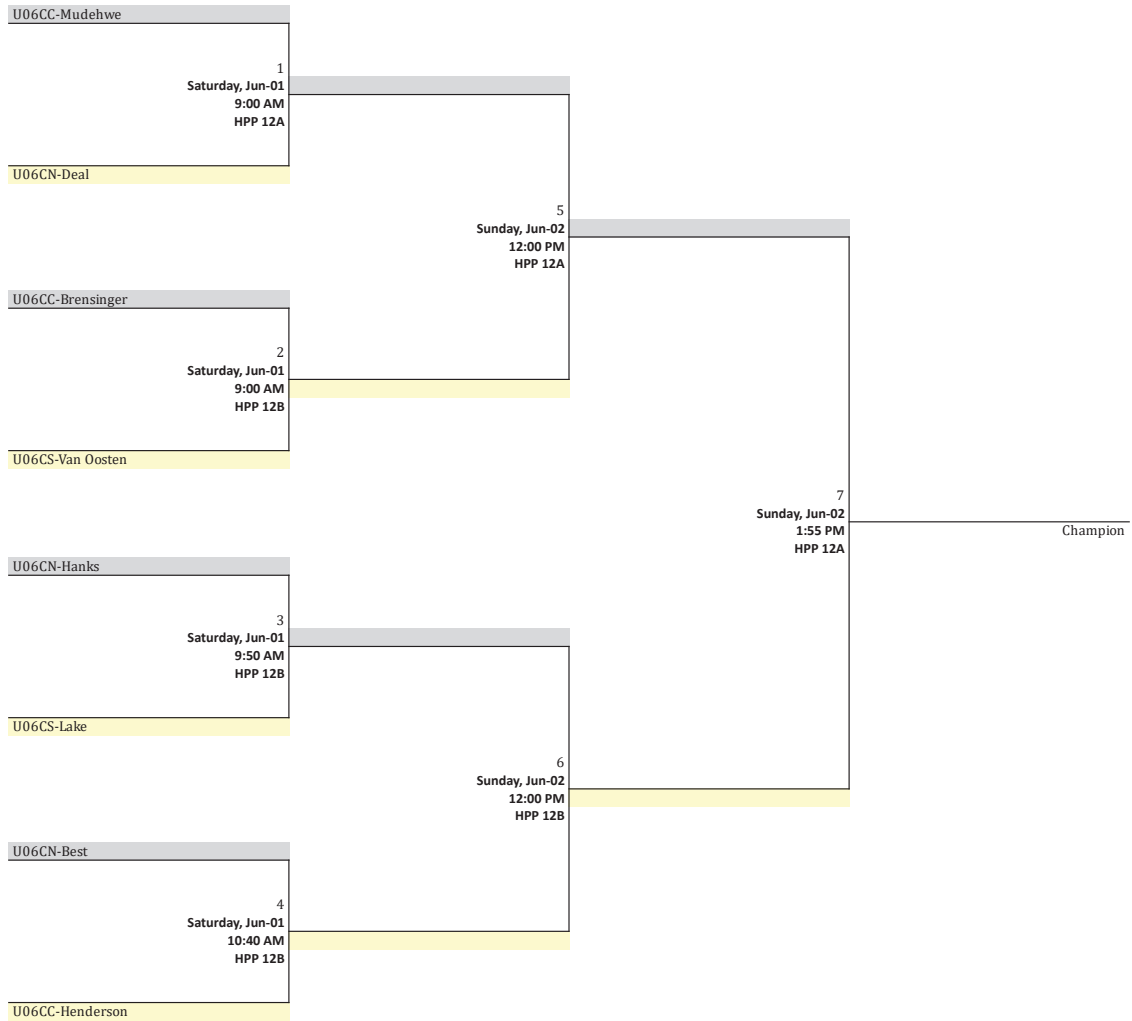 U06CC-Mudehwe
1
Saturday, Jun-01
9:00 AM
HPP 12A
U06CN-Deal
5
Sunday, Jun-02
12:00 PM
HPP 12A
U06CC-Brensinger
2
Saturday, Jun-01
9:00 AM
HPP 12B
U06CS-Van Oosten
7
Sunday, Jun-02
1:55 PM
HPP 12A
Champion
U06CN-Hanks
3
Saturday, Jun-01
9:50 AM
HPP 12B
U06CS-Lake
6
Sunday, Jun-02
12:00 PM
HPP 12B
U06CN-Best
4
Saturday, Jun-01
10:40 AM
HPP 12B
U06CC-Henderson